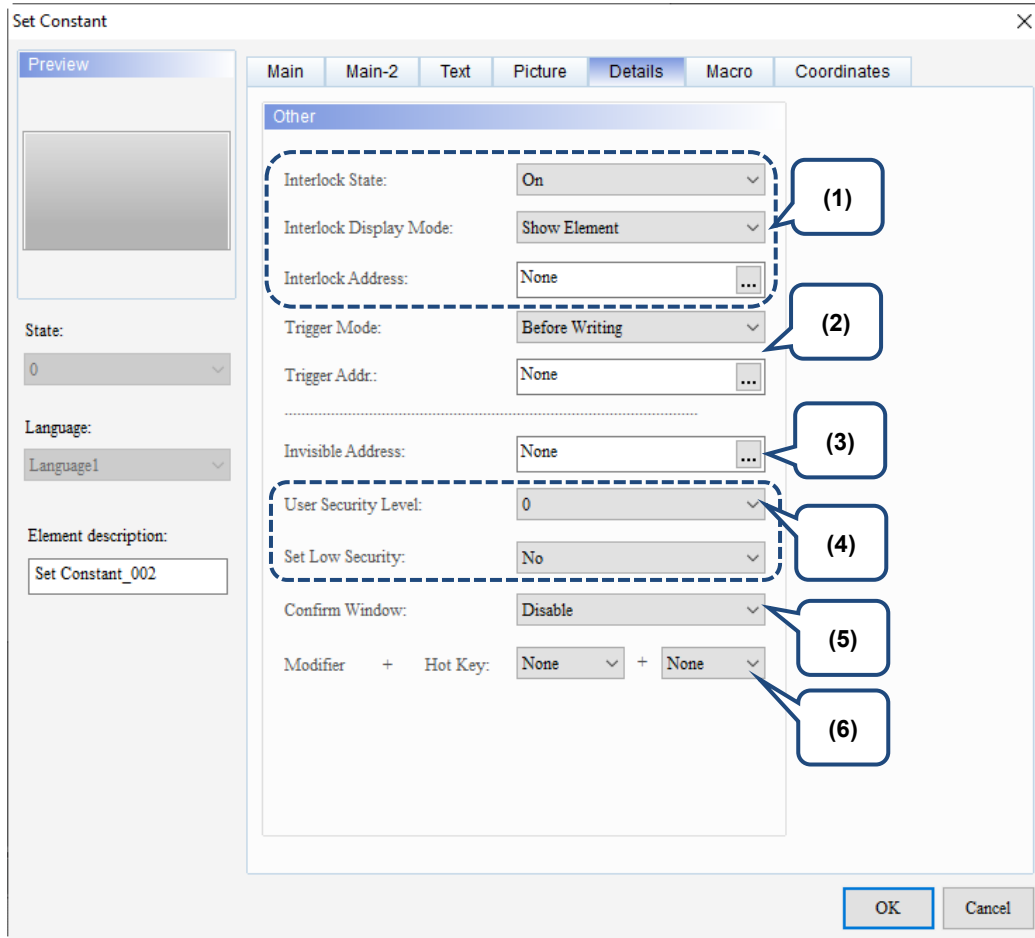 Set Constant
Preview
State:
0
Language:
Language1
Element description:
Set Constant_002
Main Main-2 Text Picture Details Macro Coordinates
Other
Interlock State: On
(1)
Interlock Display Mode: Show Element
Interlock Address: None ...
Trigger Mode: Before Writing
(2)
Trigger Addr.: None ...
Invisible Address: None ...
(3)
User Security Level: 0
(4)
Set Low Security: No
Confirm Window: Disable
(5)
Modifier + Hot Key: None + None
(6)
OK Cancel